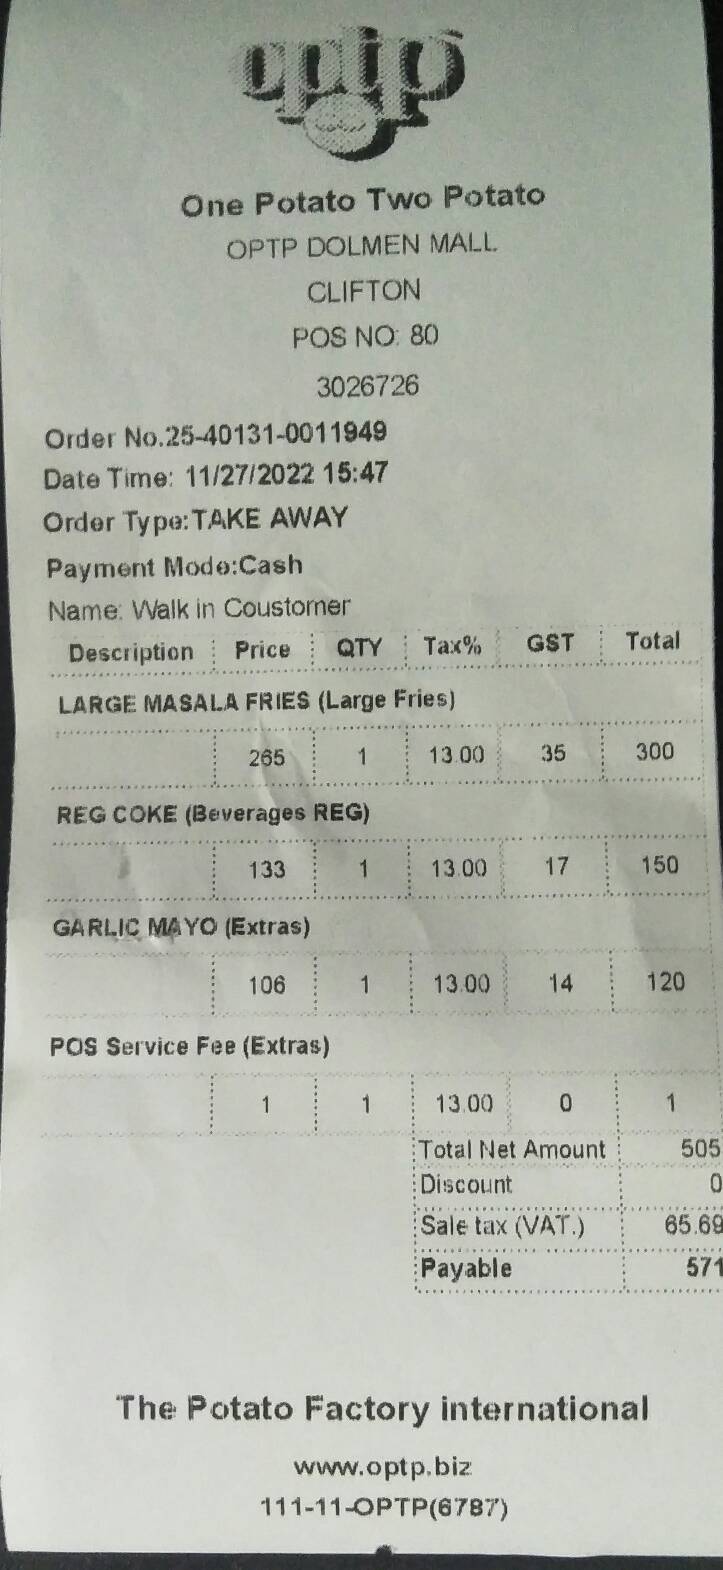 optp
One Potato Two Potato
OPTP DOLMEN MALL
CLIFTON
POS NO: 80
3026726
Order No.25-40131-0011949
Date Time: 11/27/2022 15:47
Order Type:TAKE AWAY
Payment Mode:Cash
Name: Walk in Coustomer
Description Price QTY Tax% GST Total
LARGE MASALA FRIES (Large Fries)
265 1 13.00 35 300
REG COKE (Beverages REG)
133 1 13.00 17 150
GARLIC MAYO (Extras)
106 1 13.00 14 120
POS Service Fee (Extras)
1 1 13.00 0 1
Total Net Amount 505
Discount 0
Sale tax (VAT.) 65.69
Payable 571
The Potato Factory international
www.optp.biz
111-11-OPTP(6787)